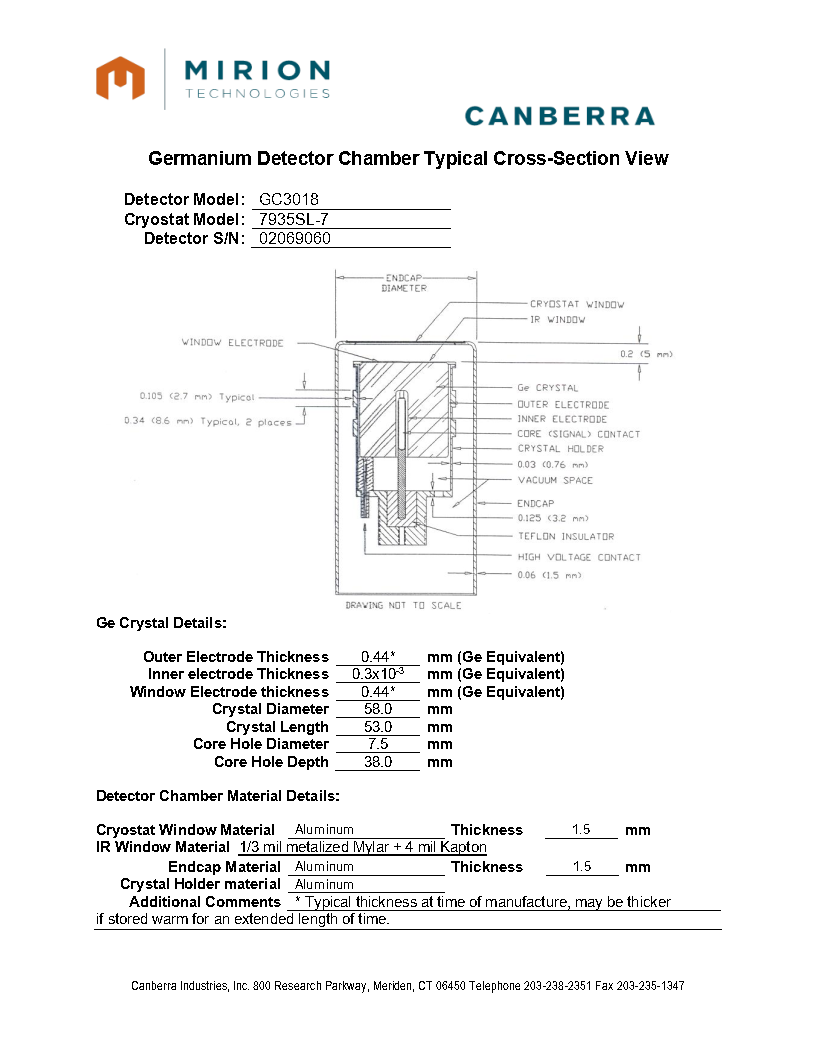 MIRION
TECHNOLOGIES
CANBERRA
Germanium Detector Chamber Typical Cross-Section View
Detector Model: GC3018
Cryostat Model: 7935SL-7
Detector S/N: 02069060
ENDCAP
DIAMETER
CRYOSTAT WINDOW
IR WINDOW
WINDOW ELECTRODE
0.2 (5 mm)
Ge CRYSTAL
0.105 (2.7 mm) Typical
OUTER ELECTRODE
INNER ELECTRODE
0.34 (8.6 mm) Typical, 2 places
CORE (SIGNAL) CONTACT
CRYSTAL HOLDER
0.03 (0.76 mm)
VACUUM SPACE
ENDCAP
0.125 (3.2 mm)
TEFLON INSULATOR
HIGH VOLTAGE CONTACT
0.06 (1.5 mm)
DRAWING NOT TO SCALE
Ge Crystal Details:
Outer Electrode Thickness 0.44* mm (Ge Equivalent)
Inner electrode Thickness 0.3x10⁻³ mm (Ge Equivalent)
Window Electrode thickness 0.44* mm (Ge Equivalent)
Crystal Diameter 58.0 mm
Crystal Length 53.0 mm
Core Hole Diameter 7.5 mm
Core Hole Depth 38.0 mm
Detector Chamber Material Details:
Cryostat Window Material Aluminum Thickness 1.5 mm
IR Window Material 1/3 mil metalized Mylar + 4 mil Kapton
Endcap Material Aluminum Thickness 1.5 mm
Crystal Holder material Aluminum
Additional Comments * Typical thickness at time of manufacture, may be thicker
if stored warm for an extended length of time.
Canberra Industries, Inc. 800 Research Parkway, Meriden, CT 06450 Telephone 203-238-2351 Fax 203-235-1347